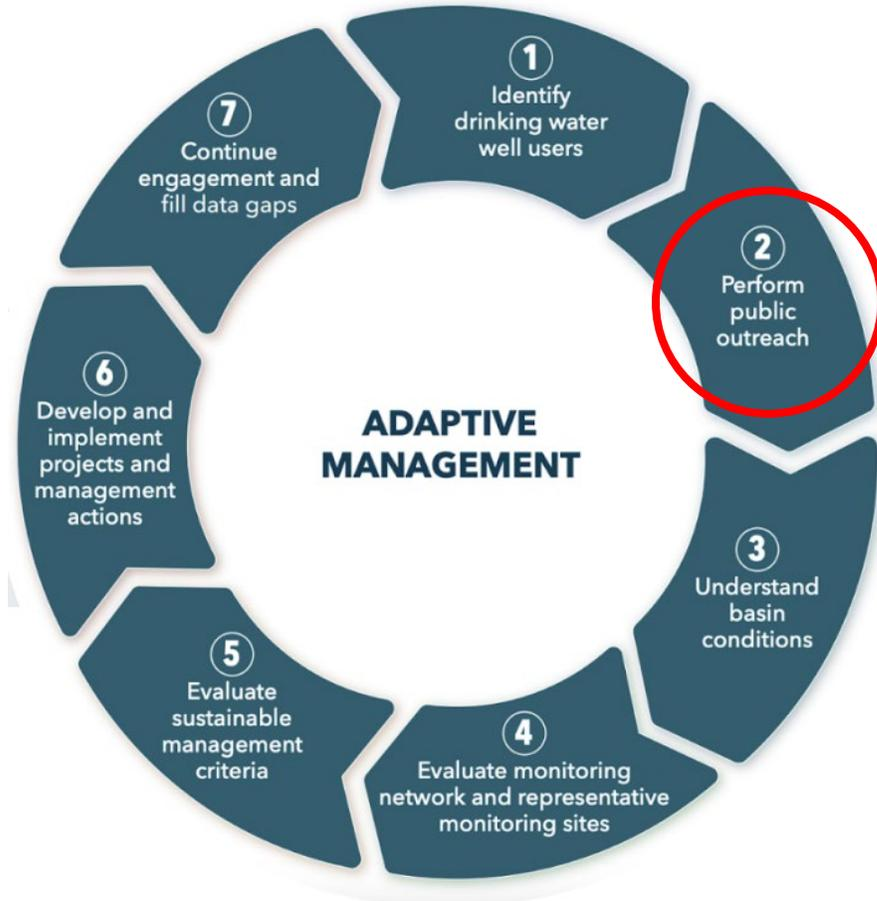 1
Identify
drinking water
well users
2
Perform
public
outreach
3
Understand
basin
conditions
4
Evaluate monitoring
network and representative
monitoring sites
5
Evaluate
sustainable
management
criteria
6
Develop and
implement
projects and
management
actions
7
Continue
engagement and
fill data gaps
ADAPTIVE
MANAGEMENT